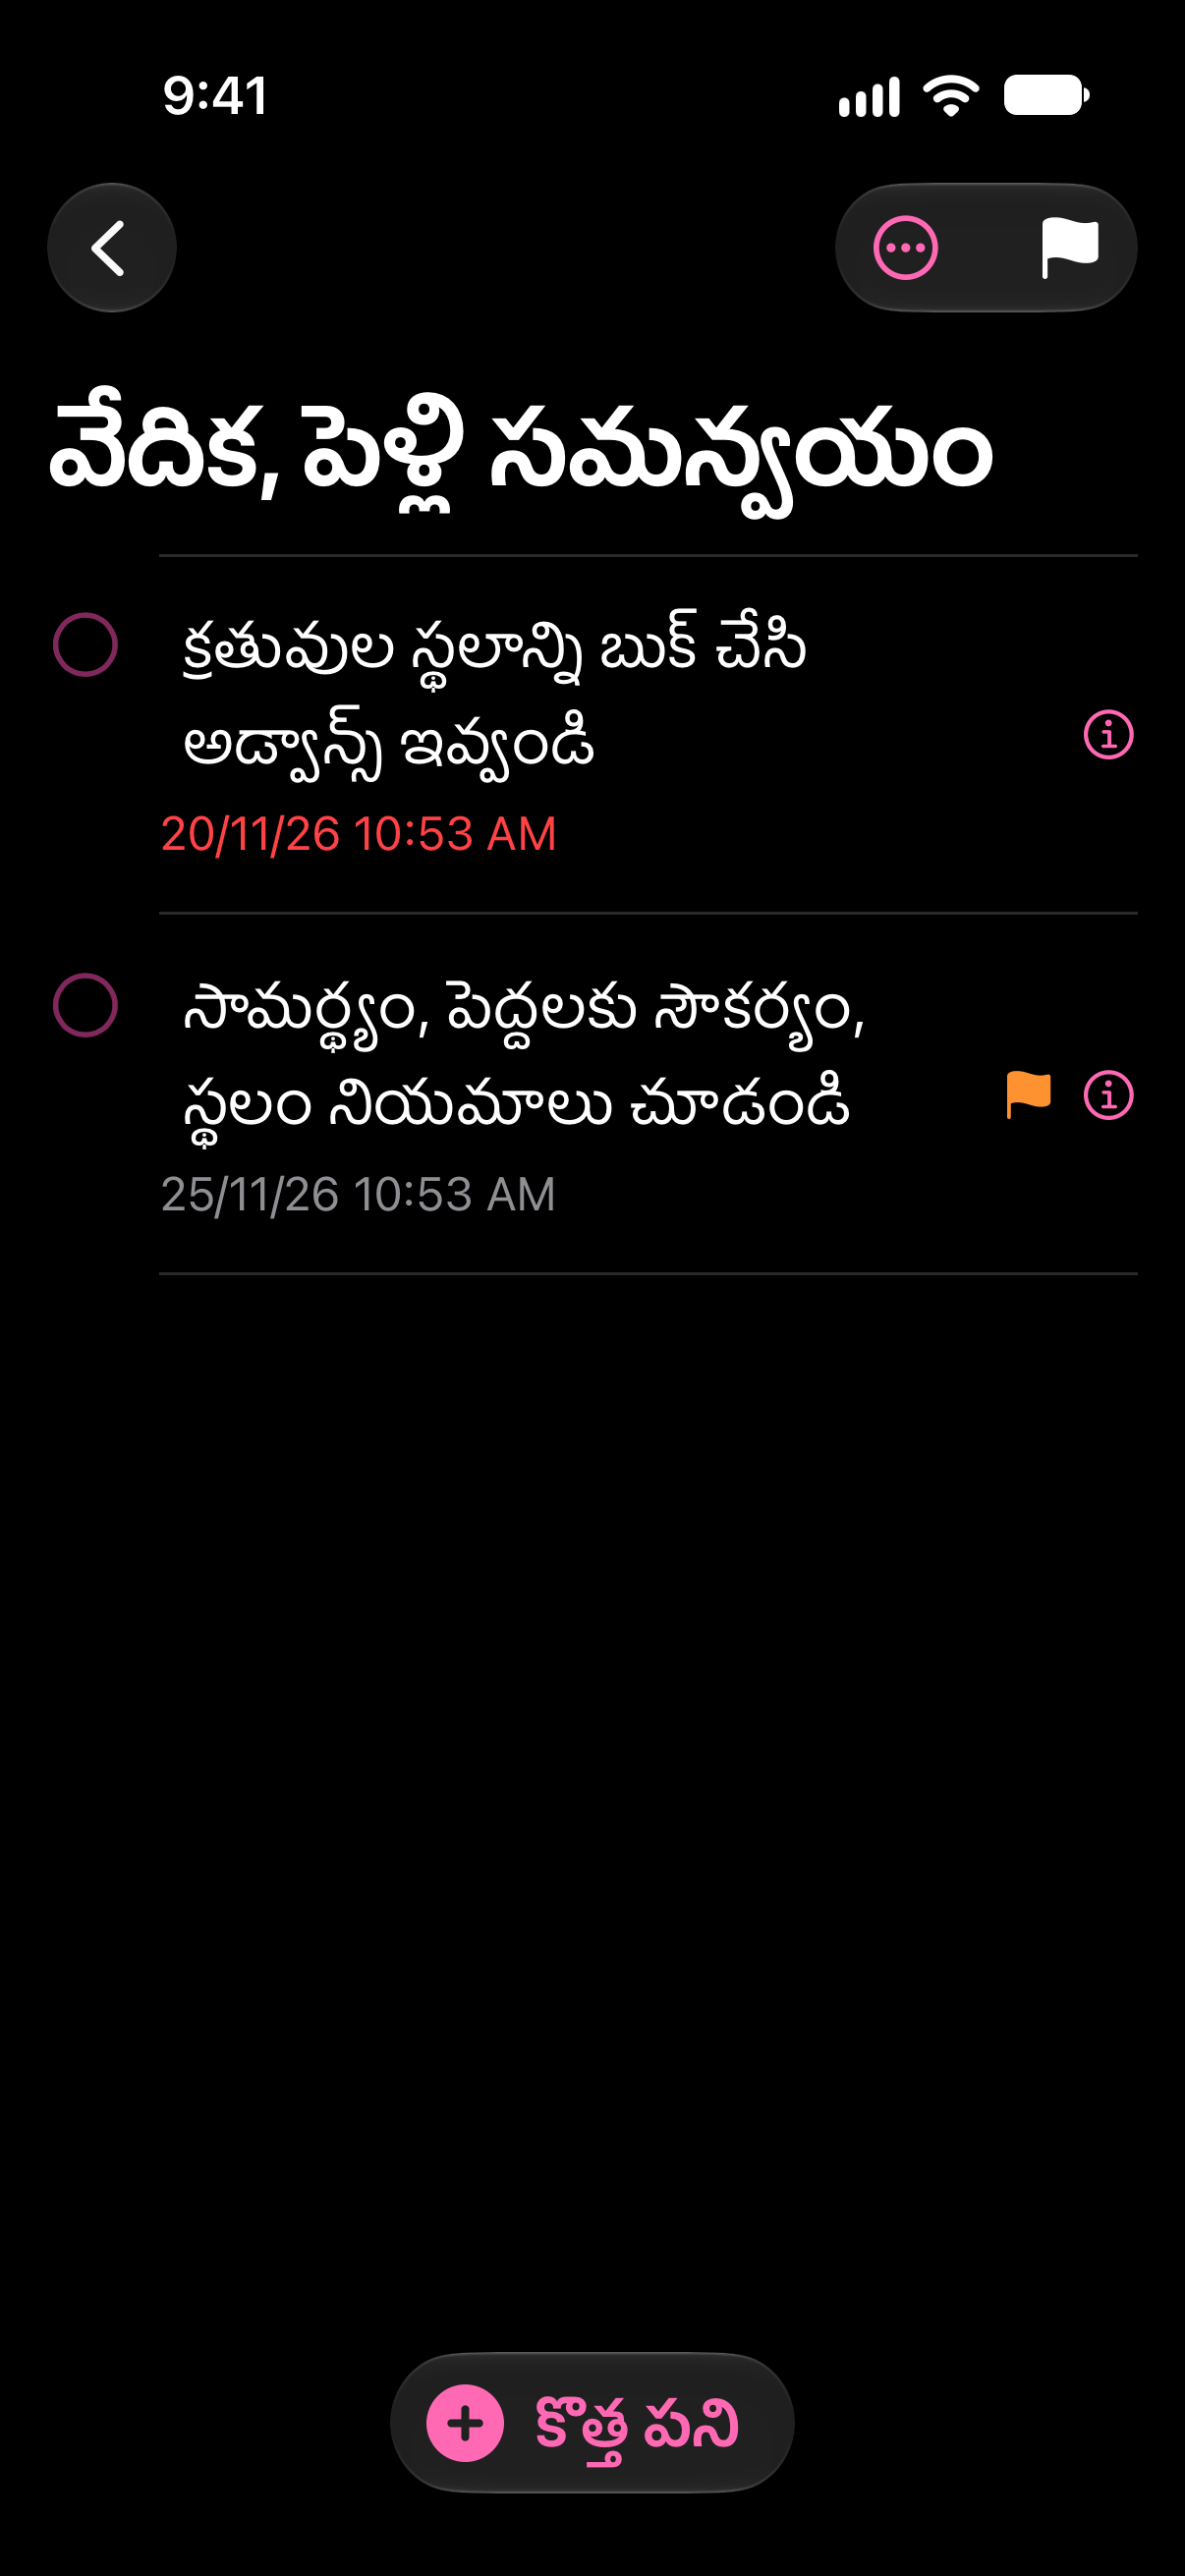 9:41
వేదిక, పెళ్లి సమన్వయం
క్రతువుల స్థలాన్ని బుక్ చేసి
అడ్వాన్స్ ఇవ్వండి
20/11/26 10:53 AM
సామర్థ్యం, పెద్దలకు సౌకర్యం,
స్థలం నియమాలు చూడండి
25/11/26 10:53 AM
కొత్త పని